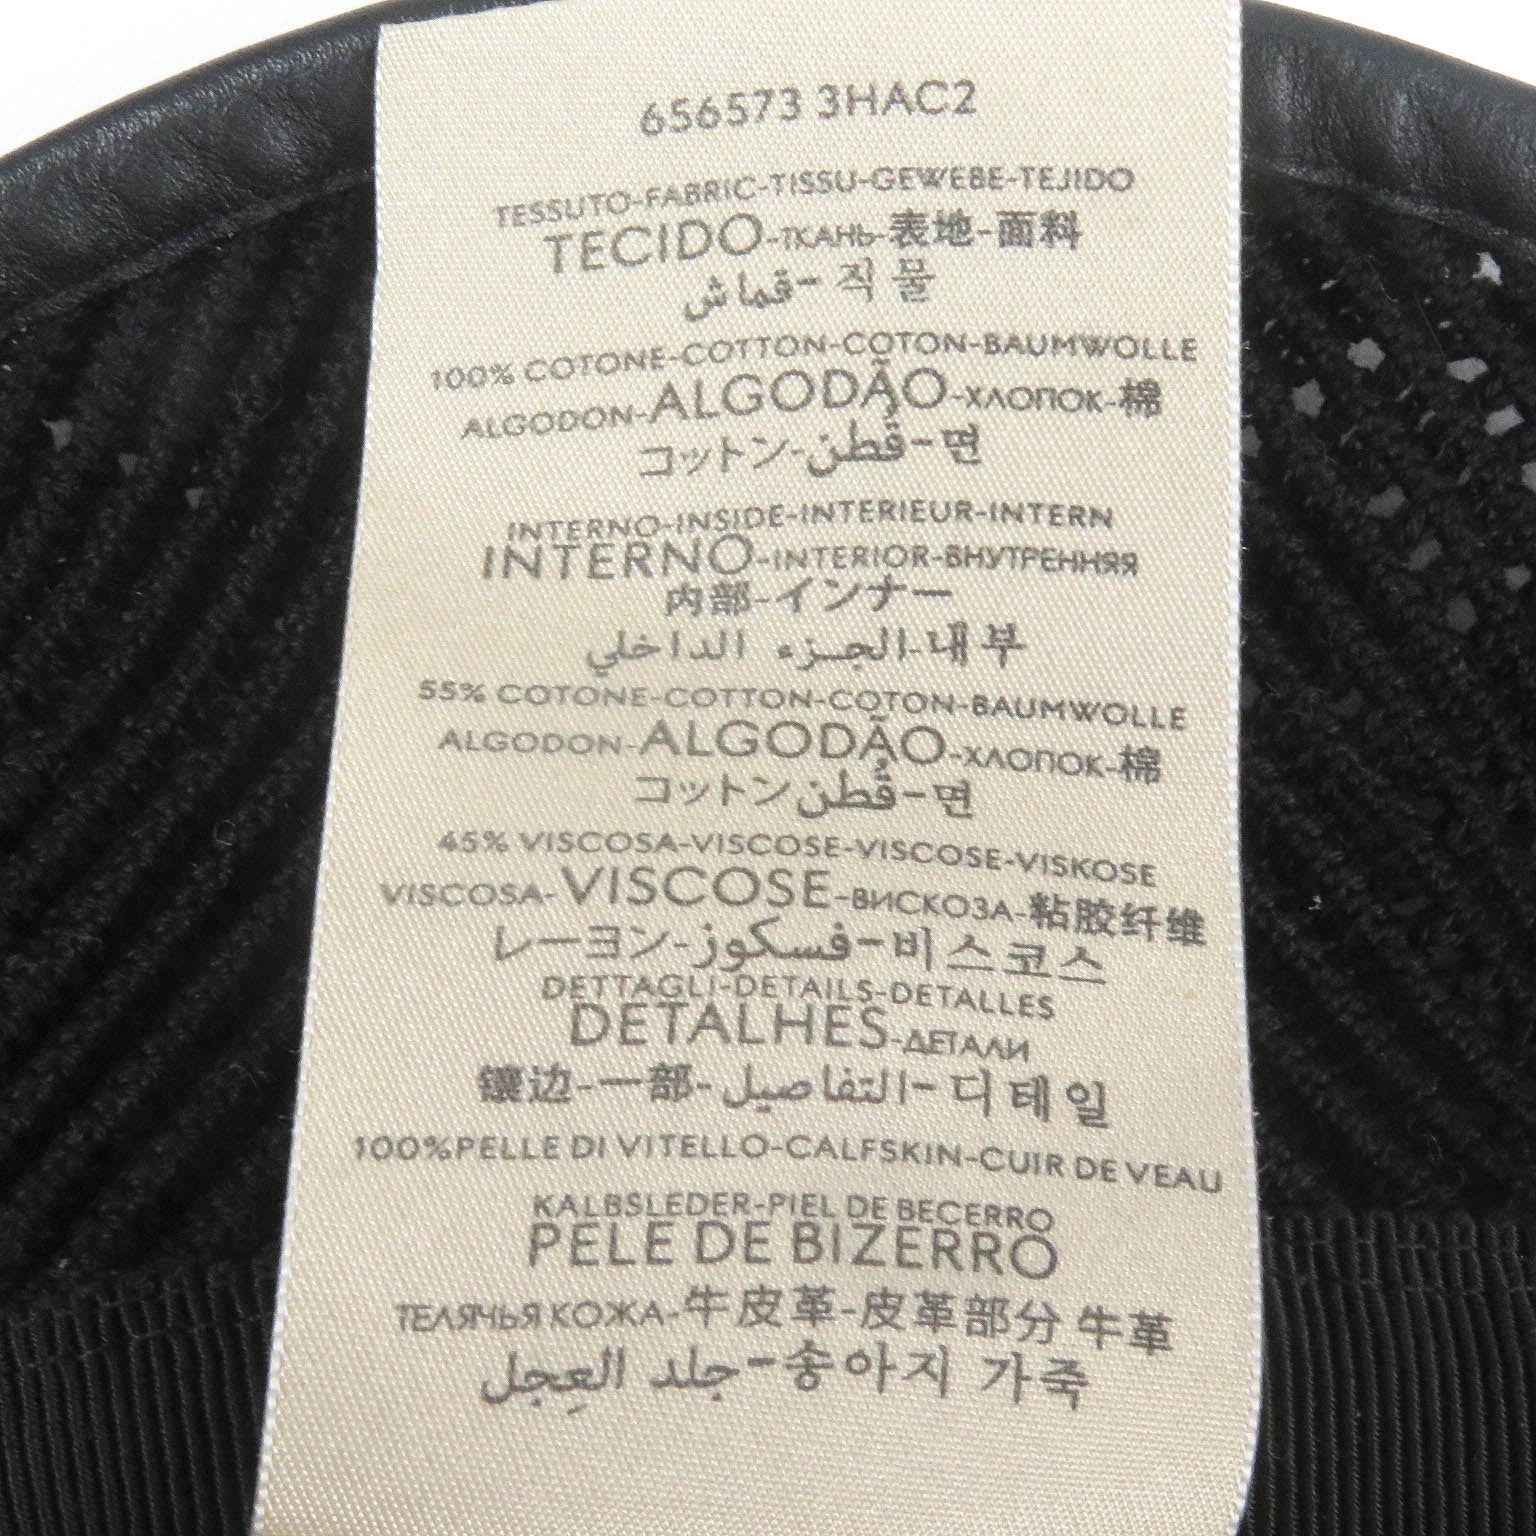 656573 3HAC2
TESSUTO-FABRIC-TISSU-GEWEBE-TEJIDO
TECIDO-ТКАНЬ-表地-面料
قماش-직물
100% COTONE-COTTON-COTON-BAUMWOLLE
ALGODON-ALGODÃO-ХЛОПОК-棉
コットン-قُطن-면
INTERNO-INSIDE-INTERIEUR-INTERN
INTERNO-INTERIOR-ВНУТРЕННЯЯ
内部-インナー
الجزء الداخلي-내부
55% COTONE-COTTON-COTON-BAUMWOLLE
ALGODON-ALGODÃO-ХЛОПОК-棉
コットン قُطن-면
45% VISCOSA-VISCOSE-VISCOSE-VISKOSE
VISCOSA-VISCOSE-ВИСКОЗА-粘胶纤维
レーヨン-فسكوز-비스코스
DETTAGLI-DETAILS-DETALLES
DETALHES-ДЕТАЛИ
镶边-一部-التفاصيل-디테일
100%PELLE DI VITELLO-CALFSKIN-CUIR DE VEAU
KALBSLEDER-PIEL DE BECERRO
PELE DE BIZERRO
ТЕЛЯЧЬЯ КОЖА-牛皮革-皮革部分 牛革
جلد العِجل-송아지 가죽